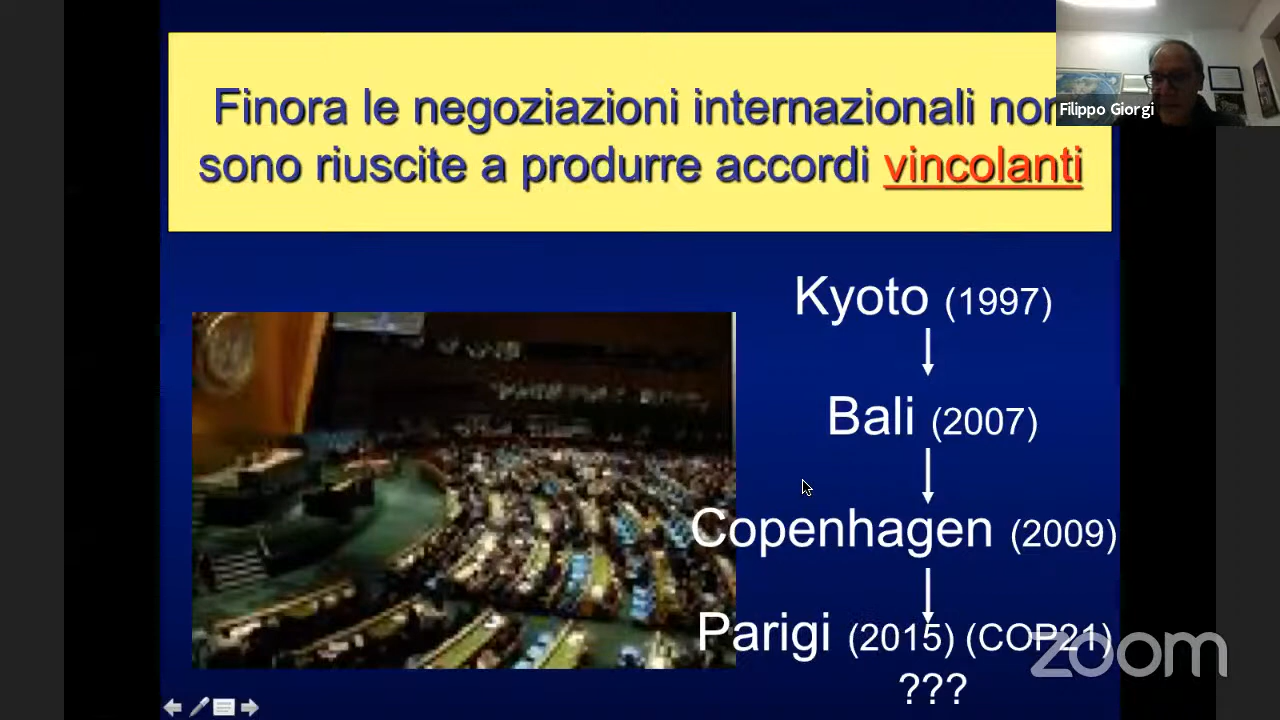 Finora le negoziazioni internazionali non
sono riuscite a produrre accordi vincolanti
Filippo Giorgi
Kyoto (1997)
Bali (2007)
Copenhagen (2009)
Parigi (2015) (COP21)
???
zoom